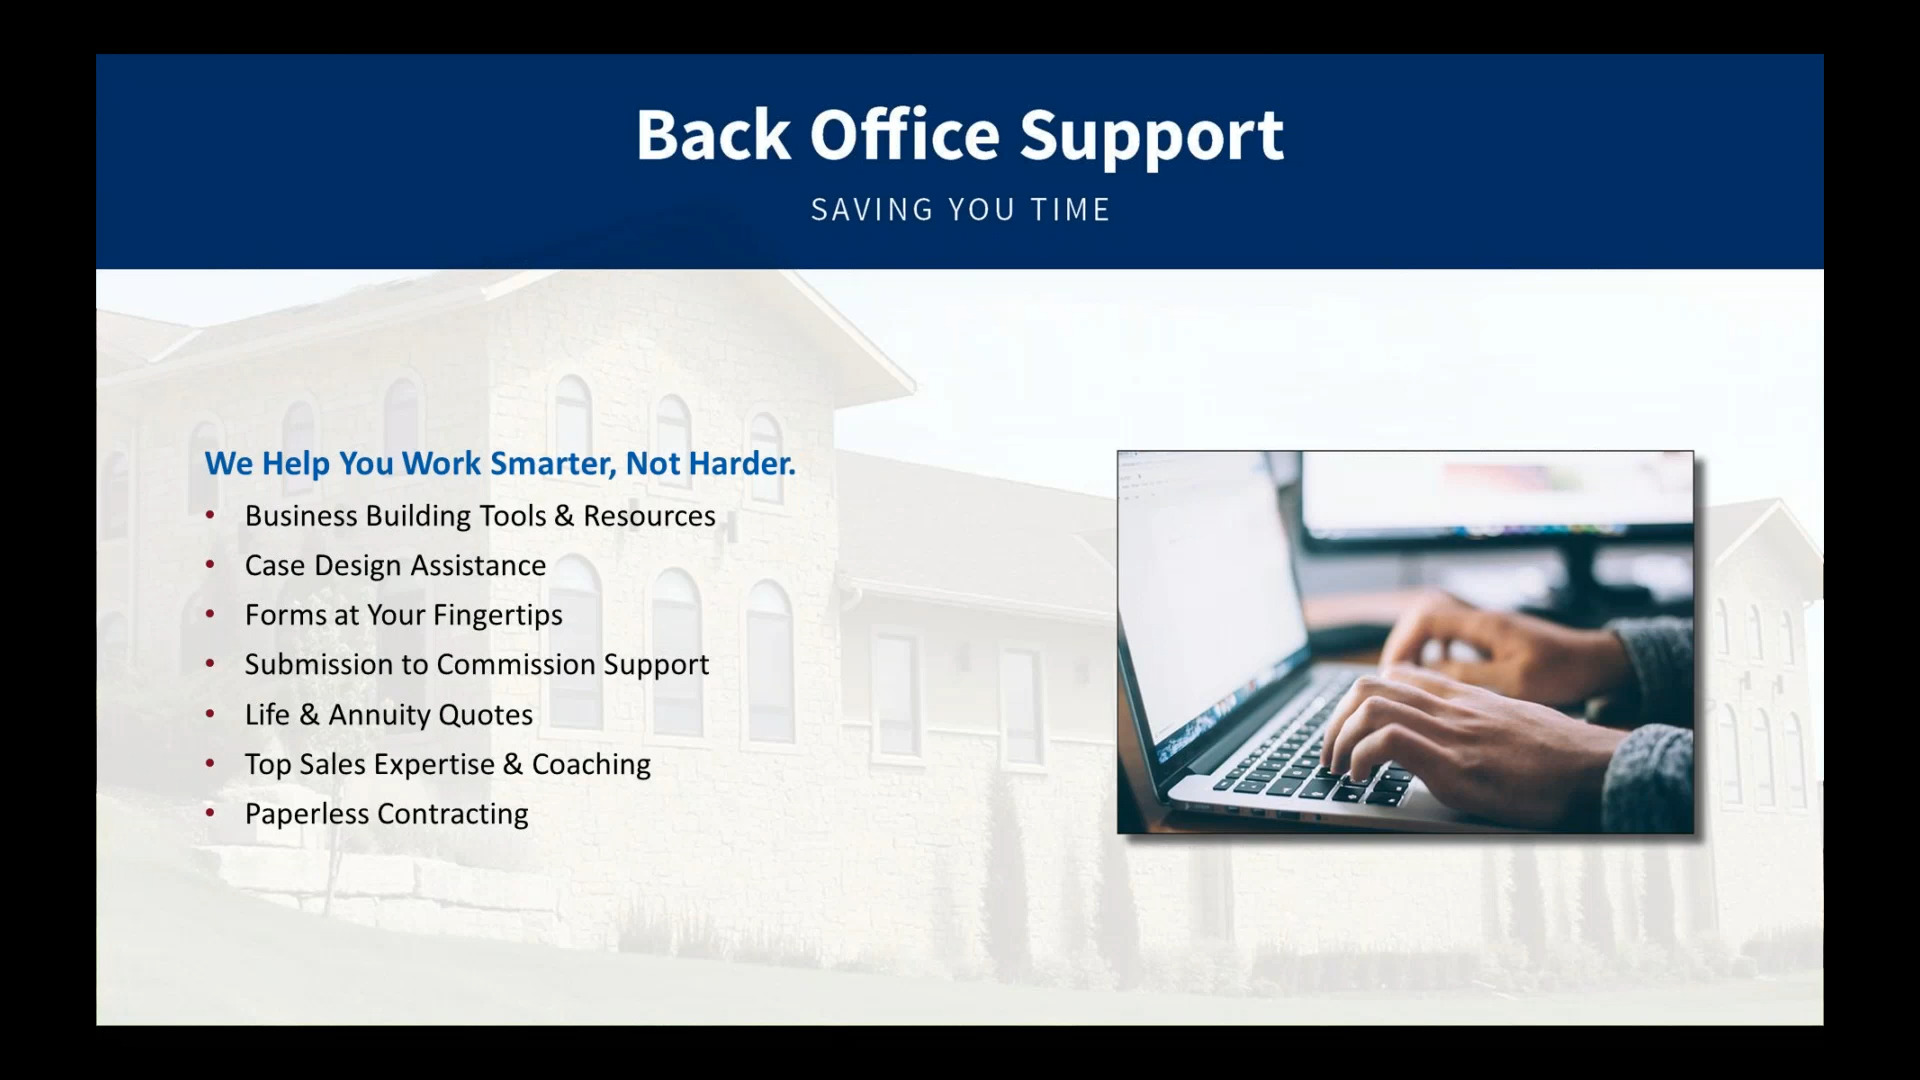 Back Office Support
SAVING YOU TIME
We Help You Work Smarter, Not Harder.
• Business Building Tools & Resources
• Case Design Assistance
• Forms at Your Fingertips
• Submission to Commission Support
• Life & Annuity Quotes
• Top Sales Expertise & Coaching
• Paperless Contracting